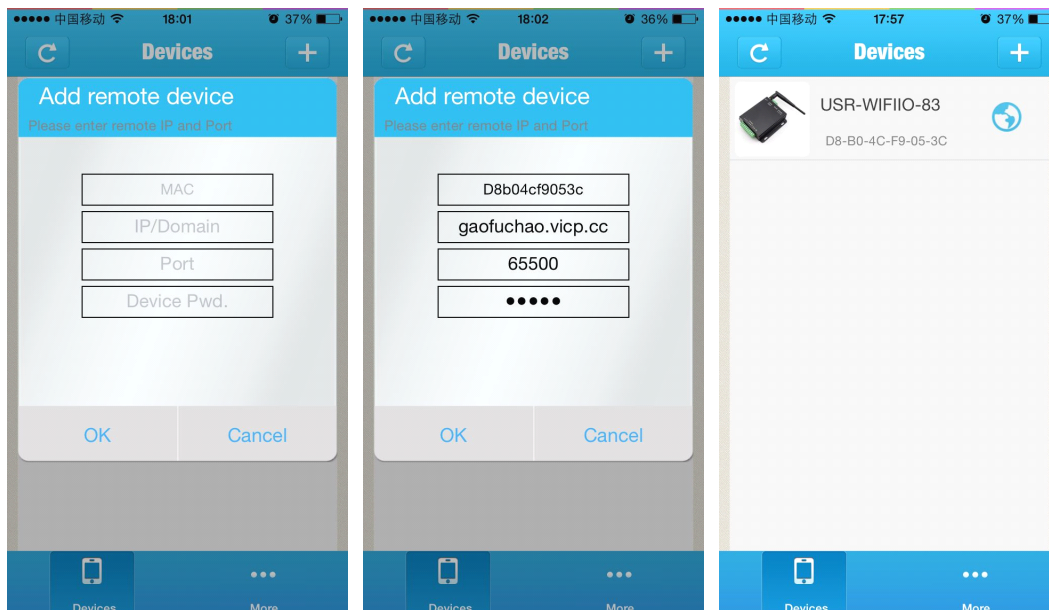 中国移动 18:01 37%
Devices
Add remote device
Please enter remote IP and Port
MAC
IP/Domain
Port
Device Pwd.
OK Cancel
Devices More
中国移动 18:02 36%
Devices
Add remote device
Please enter remote IP and Port
D8b04cf9053c
gaofuchao.vicp.cc
65500
●●●●●
OK Cancel
Devices More
中国移动 17:57 37%
Devices
USR-WIFIIO-83
D8-B0-4C-F9-05-3C
Devices More